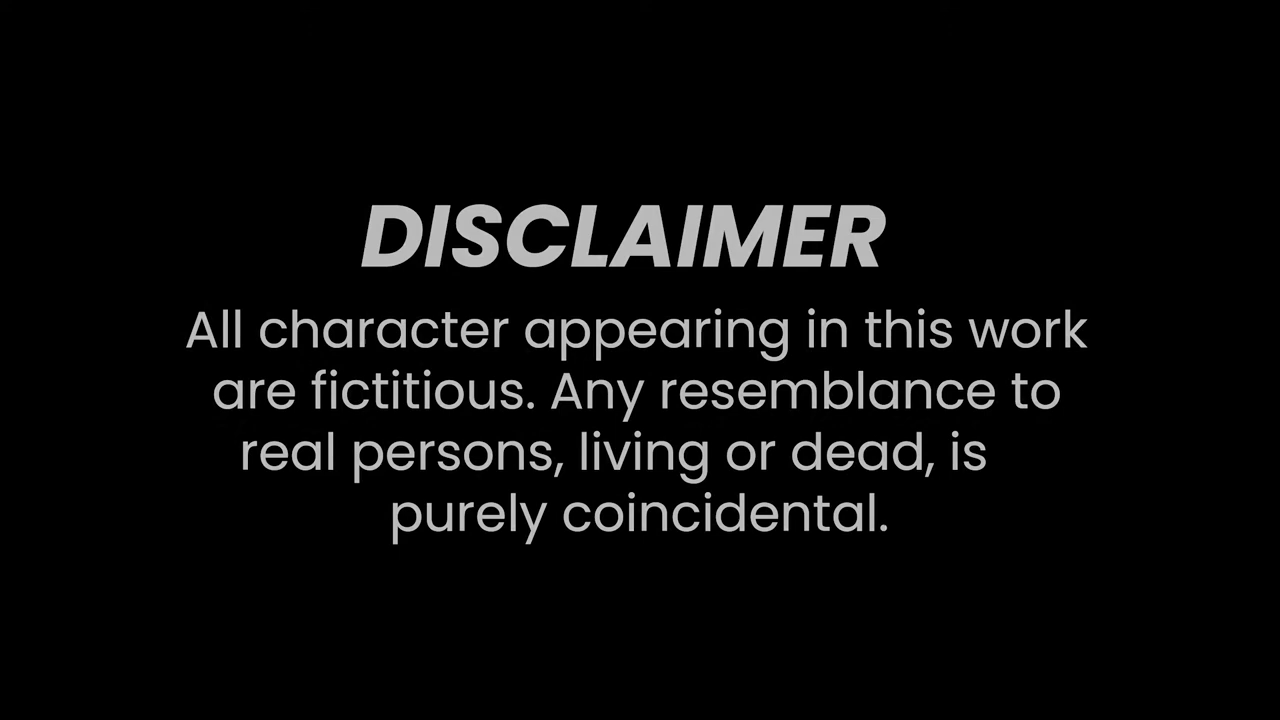 DISCLAIMER
All character appearing in this work
are fictitious. Any resemblance to
real persons, living or dead, is
purely coincidental.